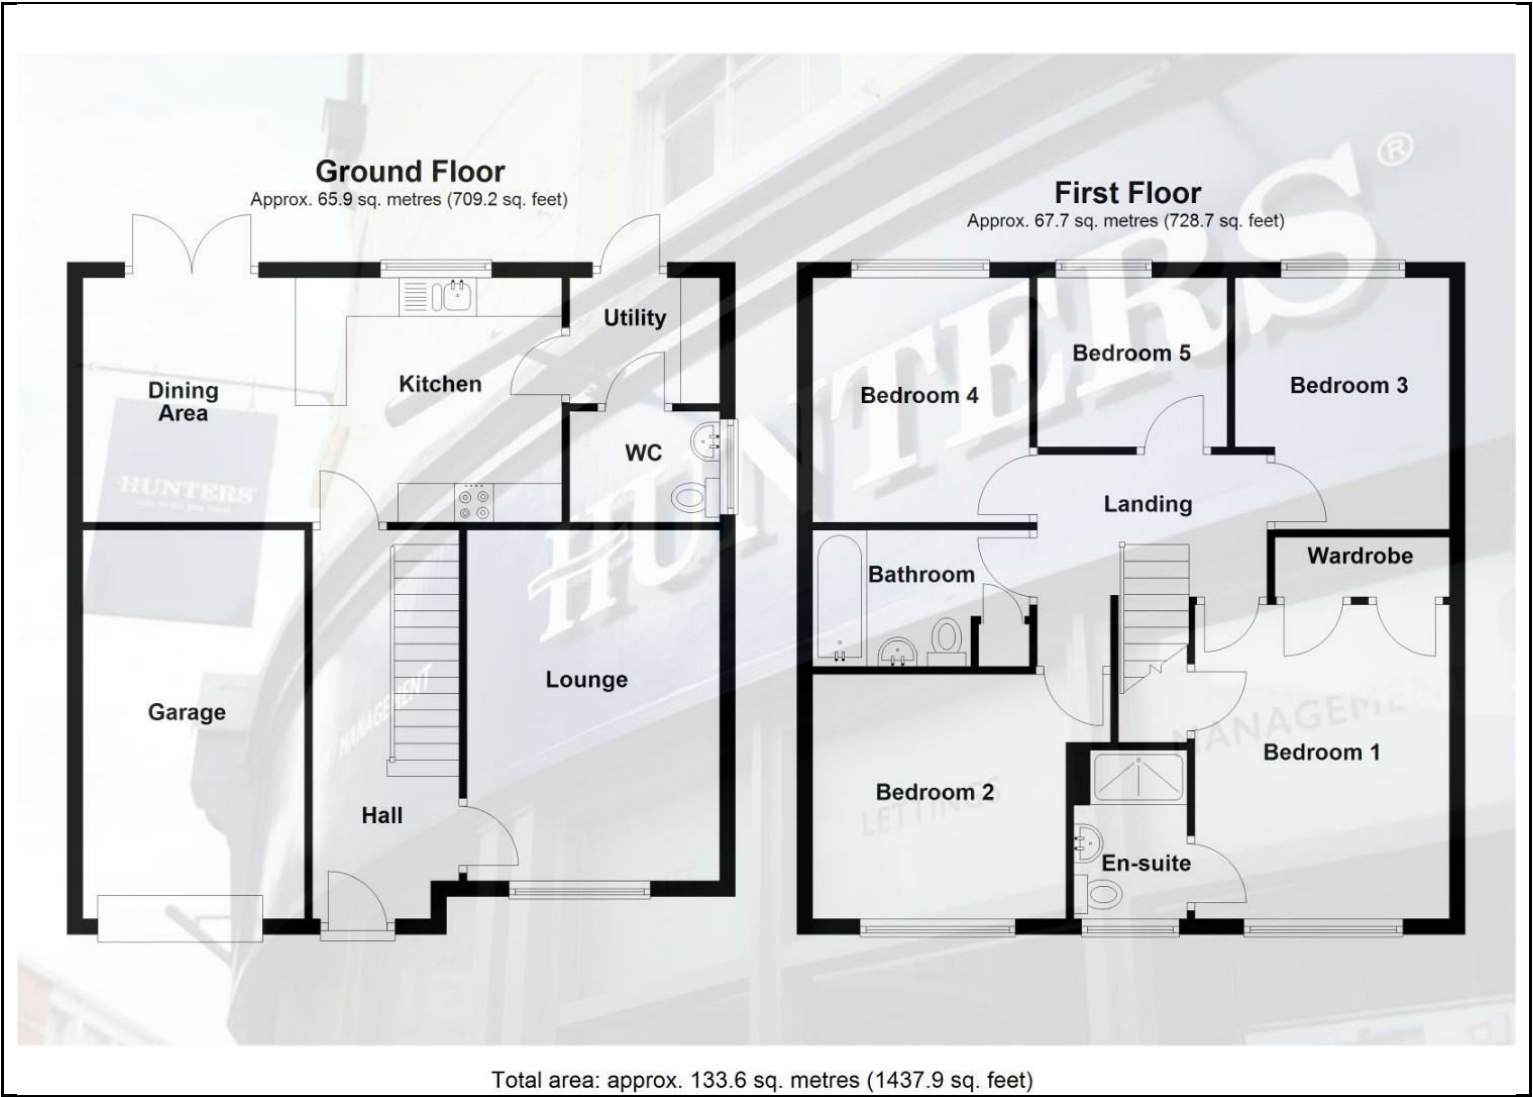 Ground Floor
Approx. 65.9 sq. metres (709.2 sq. feet)
First Floor
Approx. 67.7 sq. metres (728.7 sq. feet)
Utility
Kitchen
Dining
Area
WC
Lounge
Garage
Hall
Bedroom 4
Bedroom 5
Bedroom 3
Landing
Bathroom
Wardrobe
Bedroom 1
Bedroom 2
En-suite
HUNTERS®
HUNTERS
MANAGEMENT
LETTINGS
MANAGEMEN
Total area: approx. 133.6 sq. metres (1437.9 sq. feet)